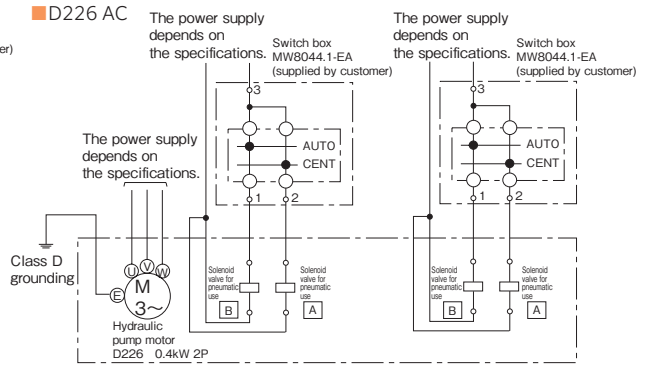 D226 AC
er)
The power supply
depends on
the specifications.
Switch box
MW8044.1-EA
(supplied by customer)
3
AUTO
CENT
1 2
The power supply
depends on
the specifications.
Switch box
MW8044.1-EA
(supplied by customer)
3
AUTO
CENT
1 2
The power supply
depends on
the specifications.
Class D
grounding
U V W
E
M
3~
Hydraulic
pump motor
D226 0.4kW 2P
Solenoid
valve for
pneumatic
use
B
Solenoid
valve for
pneumatic
use
A
Solenoid
valve for
pneumatic
use
B
Solenoid
valve for
pneumatic
use
A